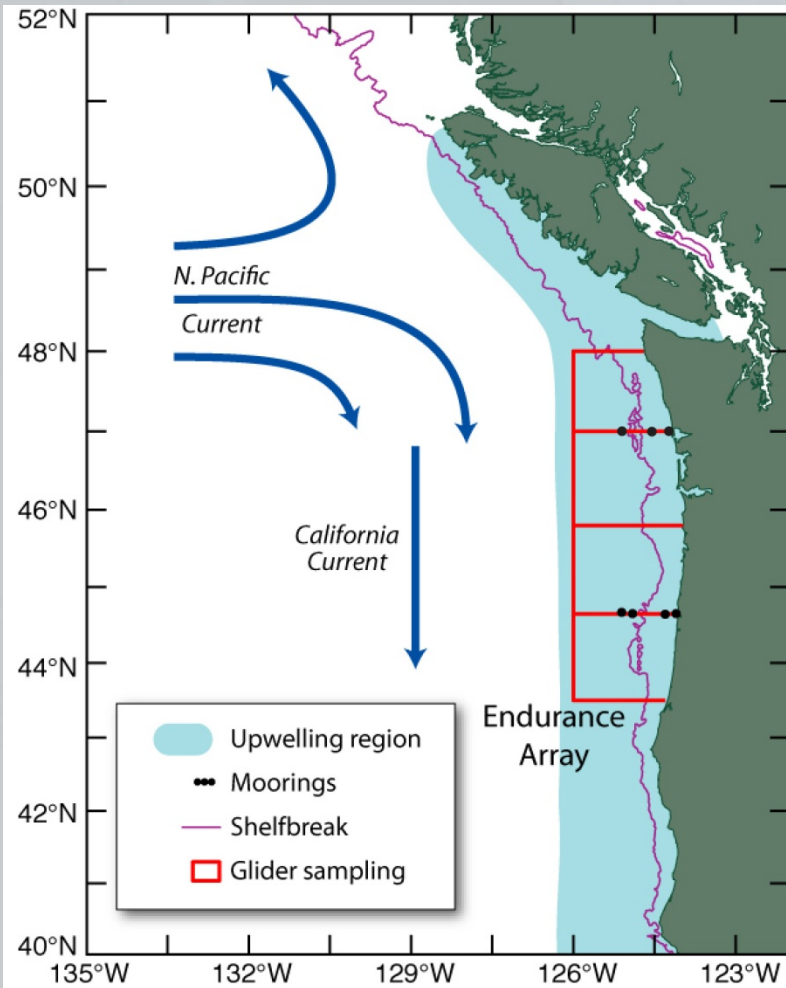 52°N
50°N
48°N
46°N
44°N
42°N
40°N
N. Pacific
Current
California
Current
Endurance
Array
Upwelling region
Moorings
Shelfbreak
Glider sampling
135°W 132°W 129°W 126°W 123°W